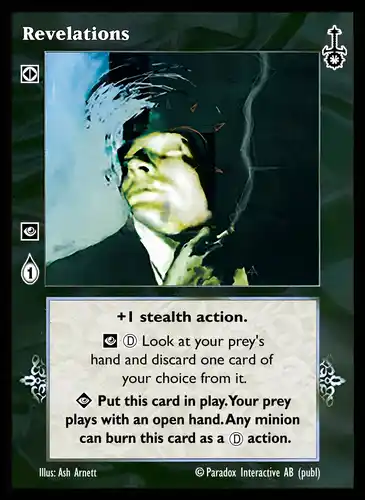 Revelations
1
+1 stealth action.
Ⓓ Look at your prey's
hand and discard one card of
your choice from it.
Put this card in play. Your prey
plays with an open hand. Any minion
can burn this card as a Ⓓ action.
Illus: Ash Arnett © Paradox Interactive AB (publ)